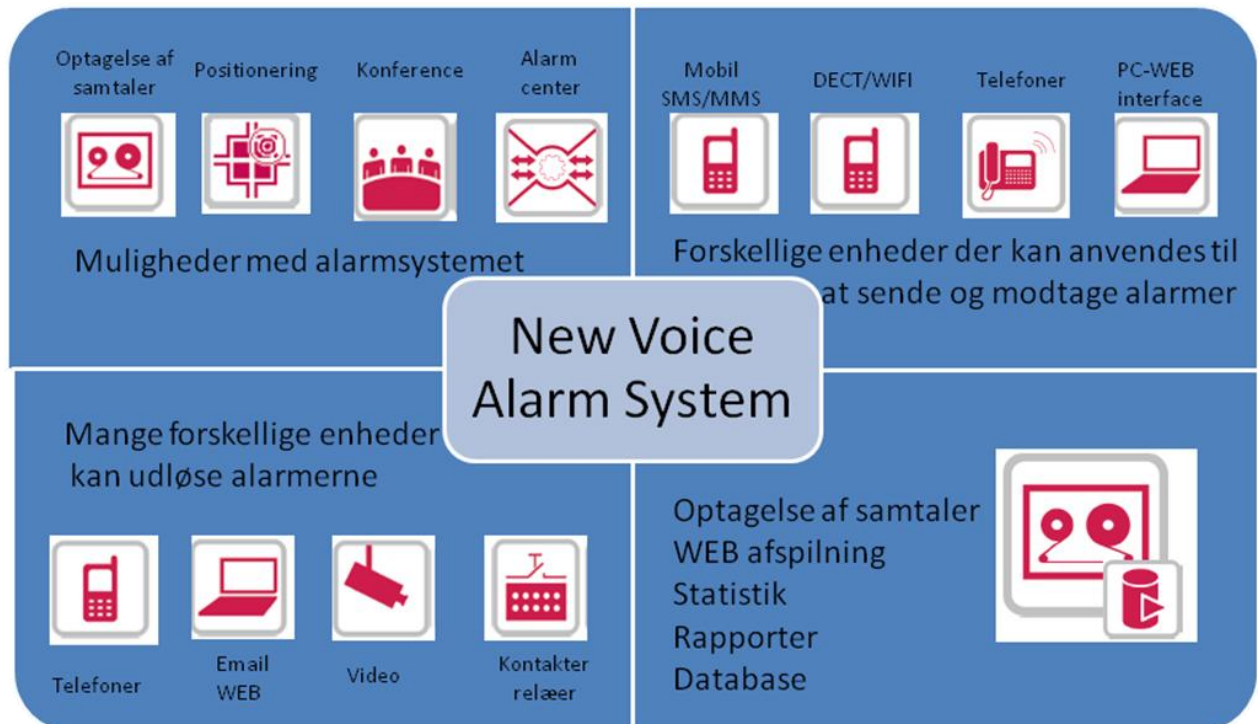 Optagelse af
samtaler
Positionering
Konference
Alarm
center
Muligheder med alarmsystemet
Mobil
SMS/MMS
DECT/WIFI
Telefoner
PC-WEB
interface
Forskellige enheder der kan anvendes til
at sende og modtage alarmer
New Voice
Alarm System
Mange forskellige enheder
kan udløse alarmerne
Telefoner
Email
WEB
Video
Kontakter
relæer
Optagelse af samtaler
WEB afspilning
Statistik
Rapporter
Database